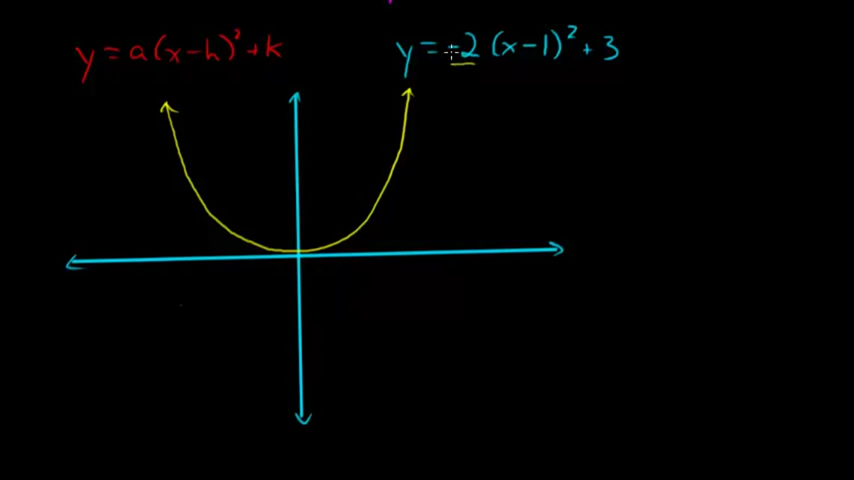 y = a(x-h)² + k
y = -2 (x-1)² + 3